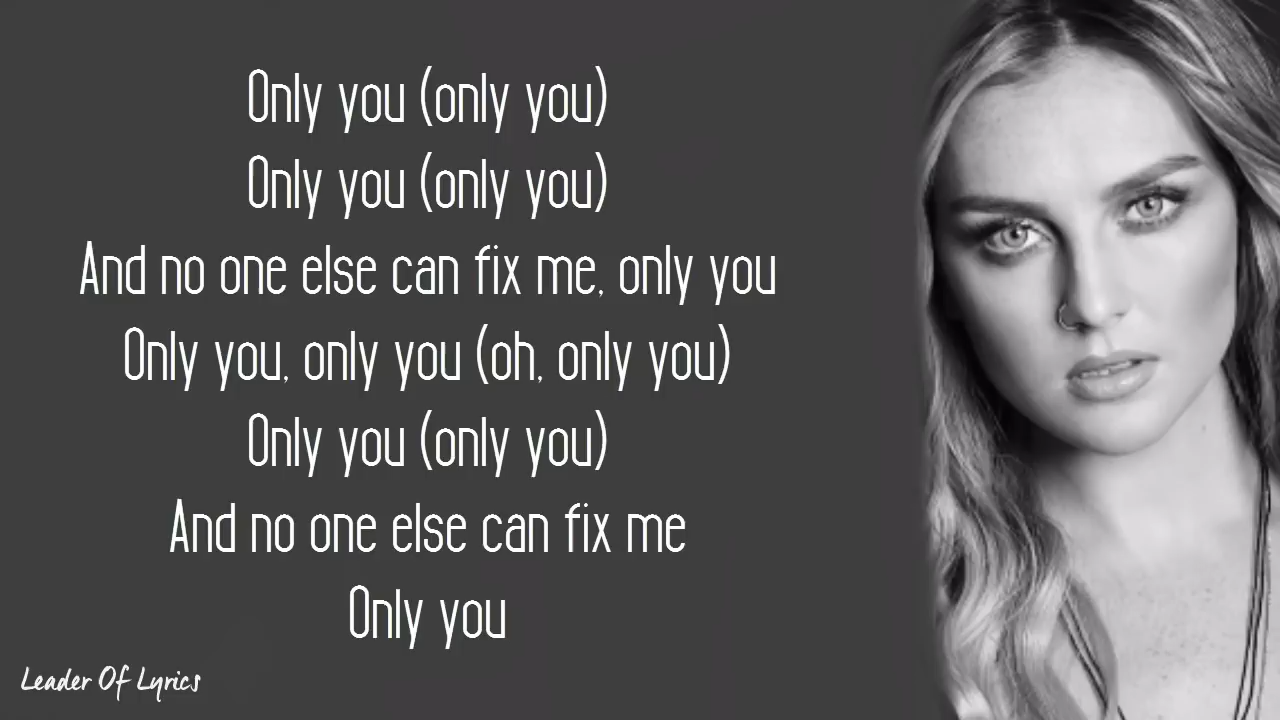 Only you (only you)
Only you (only you)
And no one else can fix me, only you
Only you, only you (oh, only you)
Only you (only you)
And no one else can fix me
Only you
Leader Of Lyrics